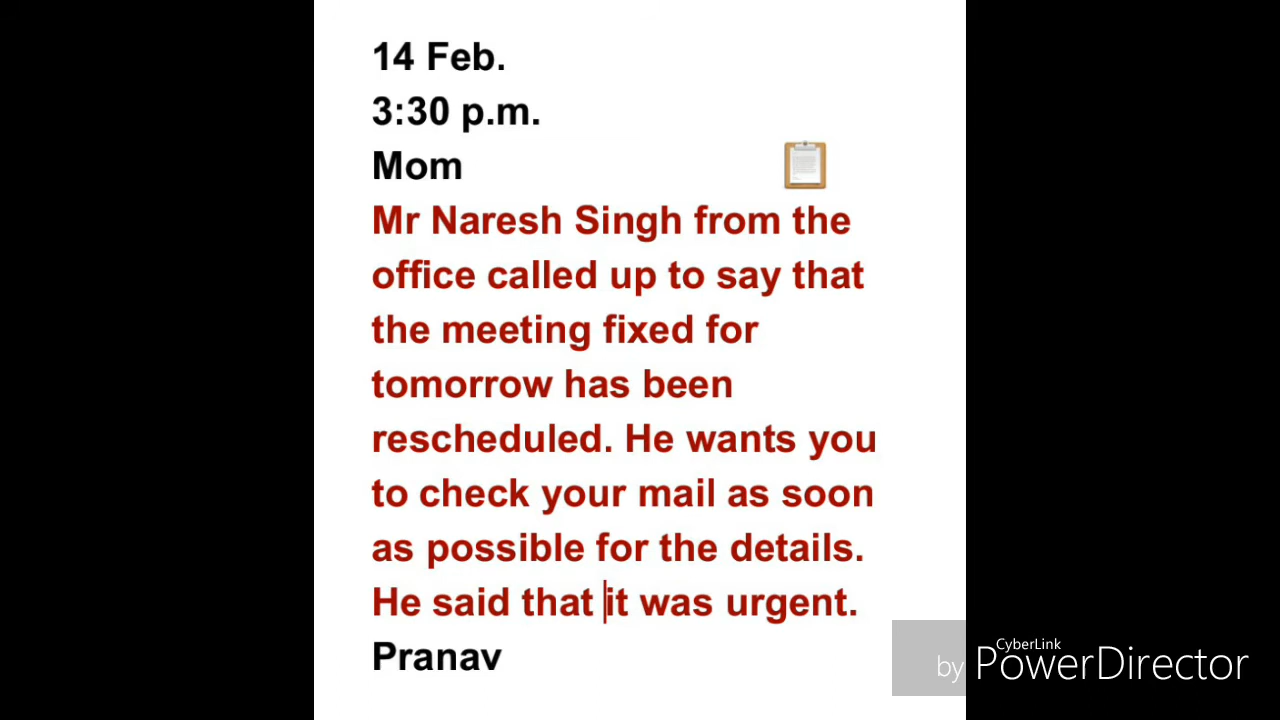 14 Feb.
3:30 p.m.
Mom
Mr Naresh Singh from the
office called up to say that
the meeting fixed for
tomorrow has been
rescheduled. He wants you
to check your mail as soon
as possible for the details.
He said that it was urgent.
Pranav
CyberLink
by PowerDirector